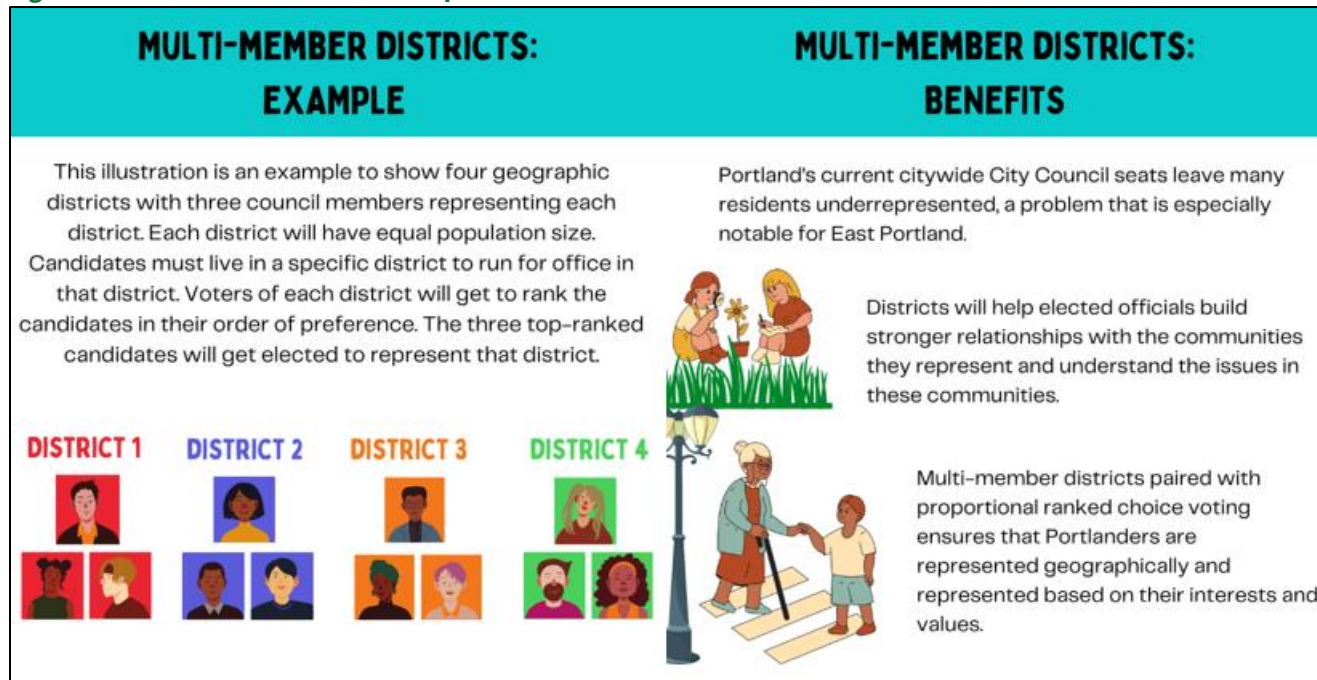 MULTI-MEMBER DISTRICTS:
EXAMPLE
This illustration is an example to show four geographic
districts with three council members representing each
district. Each district will have equal population size.
Candidates must live in a specific district to run for office in
that district. Voters of each district will get to rank the
candidates in their order of preference. The three top-ranked
candidates will get elected to represent that district.
DISTRICT 1
DISTRICT 2
DISTRICT 3
DISTRICT 4
MULTI-MEMBER DISTRICTS:
BENEFITS
Portland's current citywide City Council seats leave many
residents underrepresented, a problem that is especially
notable for East Portland.
Districts will help elected officials build
stronger relationships with the communities
they represent and understand the issues in
these communities.
Multi-member districts paired with
proportional ranked choice voting
ensures that Portlanders are
represented geographically and
represented based on their interests and
values.